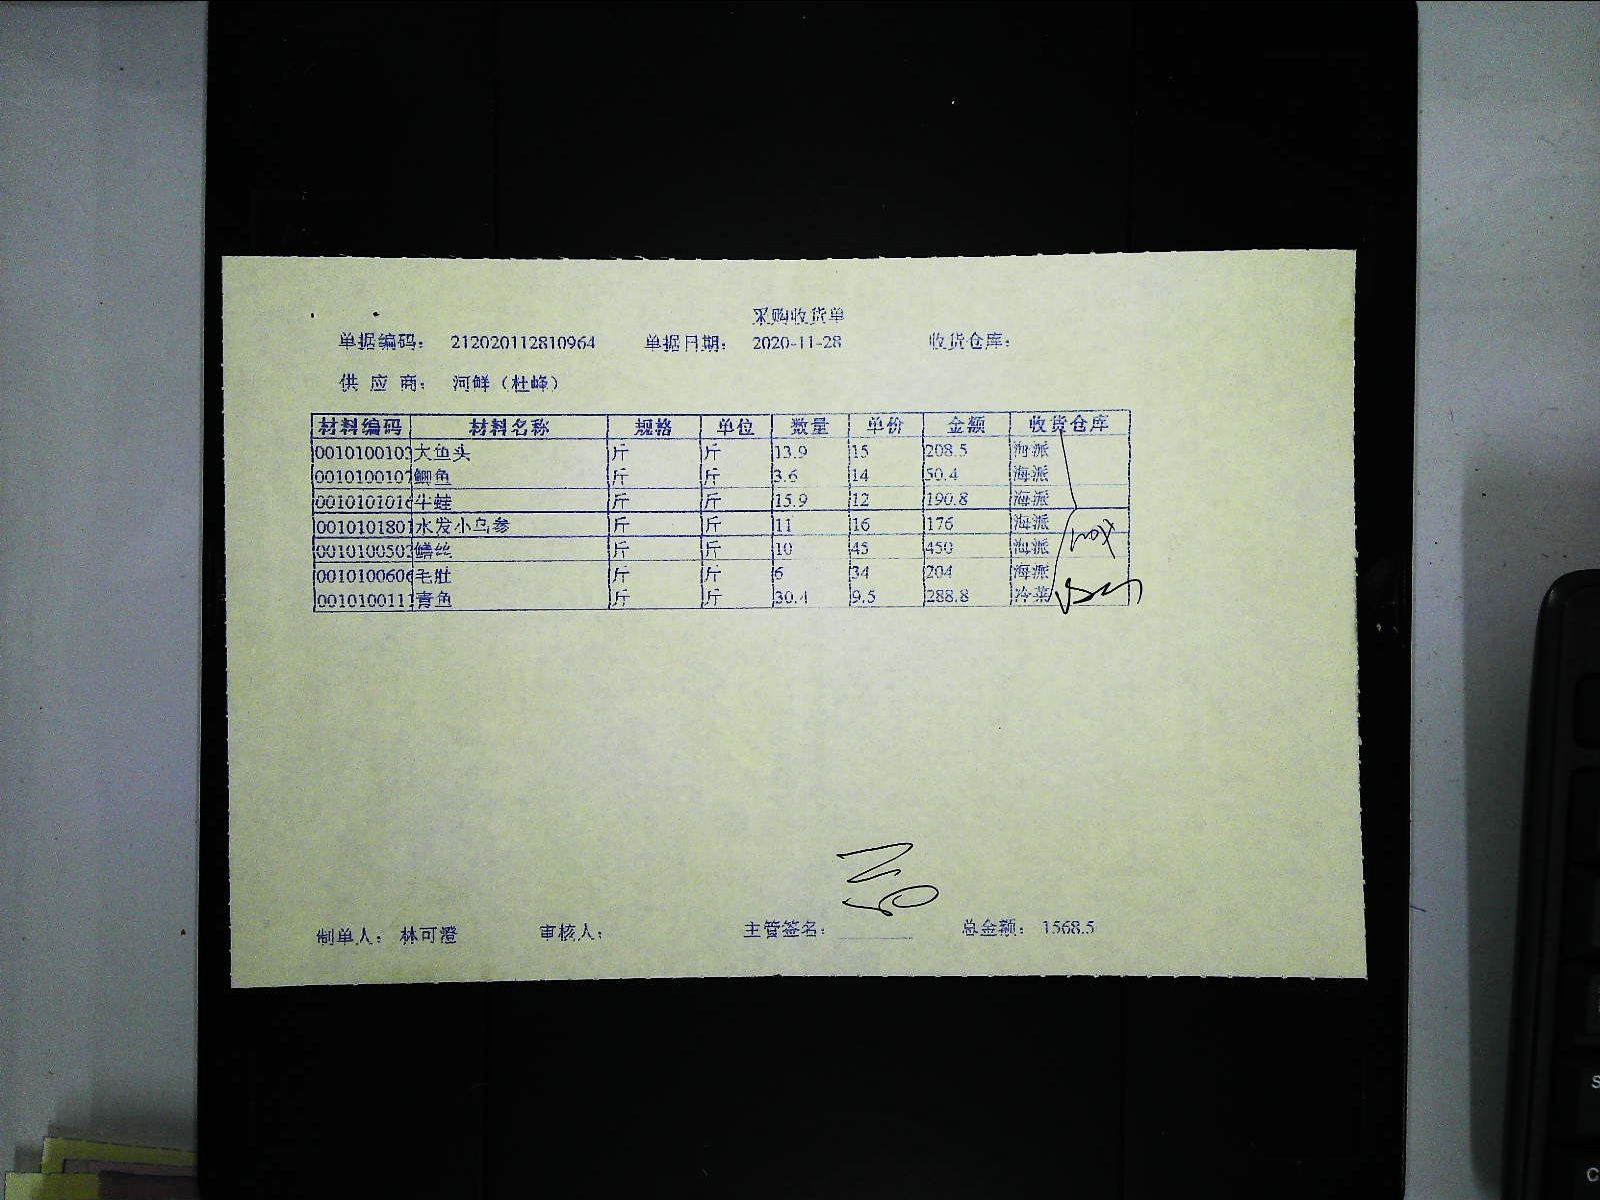 采购收货单
单据编码： 212020112810964 单据日期： 2020-11-28 收货仓库：
供 应 商： 河鲜（杜峰）
材料编码 材料名称 规格 单位 数量 单价 金额 收货仓库
0010100103 大鱼头 斤 斤 13.9 15 208.5 海派
0010100107 鲫鱼 斤 斤 3.6 14 50.4 海派
0010101016 牛蛙 斤 斤 15.9 12 190.8 海派
0010101801 水发小乌参 斤 斤 11 16 176 海派
0010100503 鳝丝 斤 斤 10 45 450 海派
0010100606 毛肚 斤 斤 6 34 204 海派
0010100111 青鱼 斤 斤 30.4 9.5 288.8 冷菜
制单人： 林可澄 审核人： 主管签名： 总金额： 1568.5